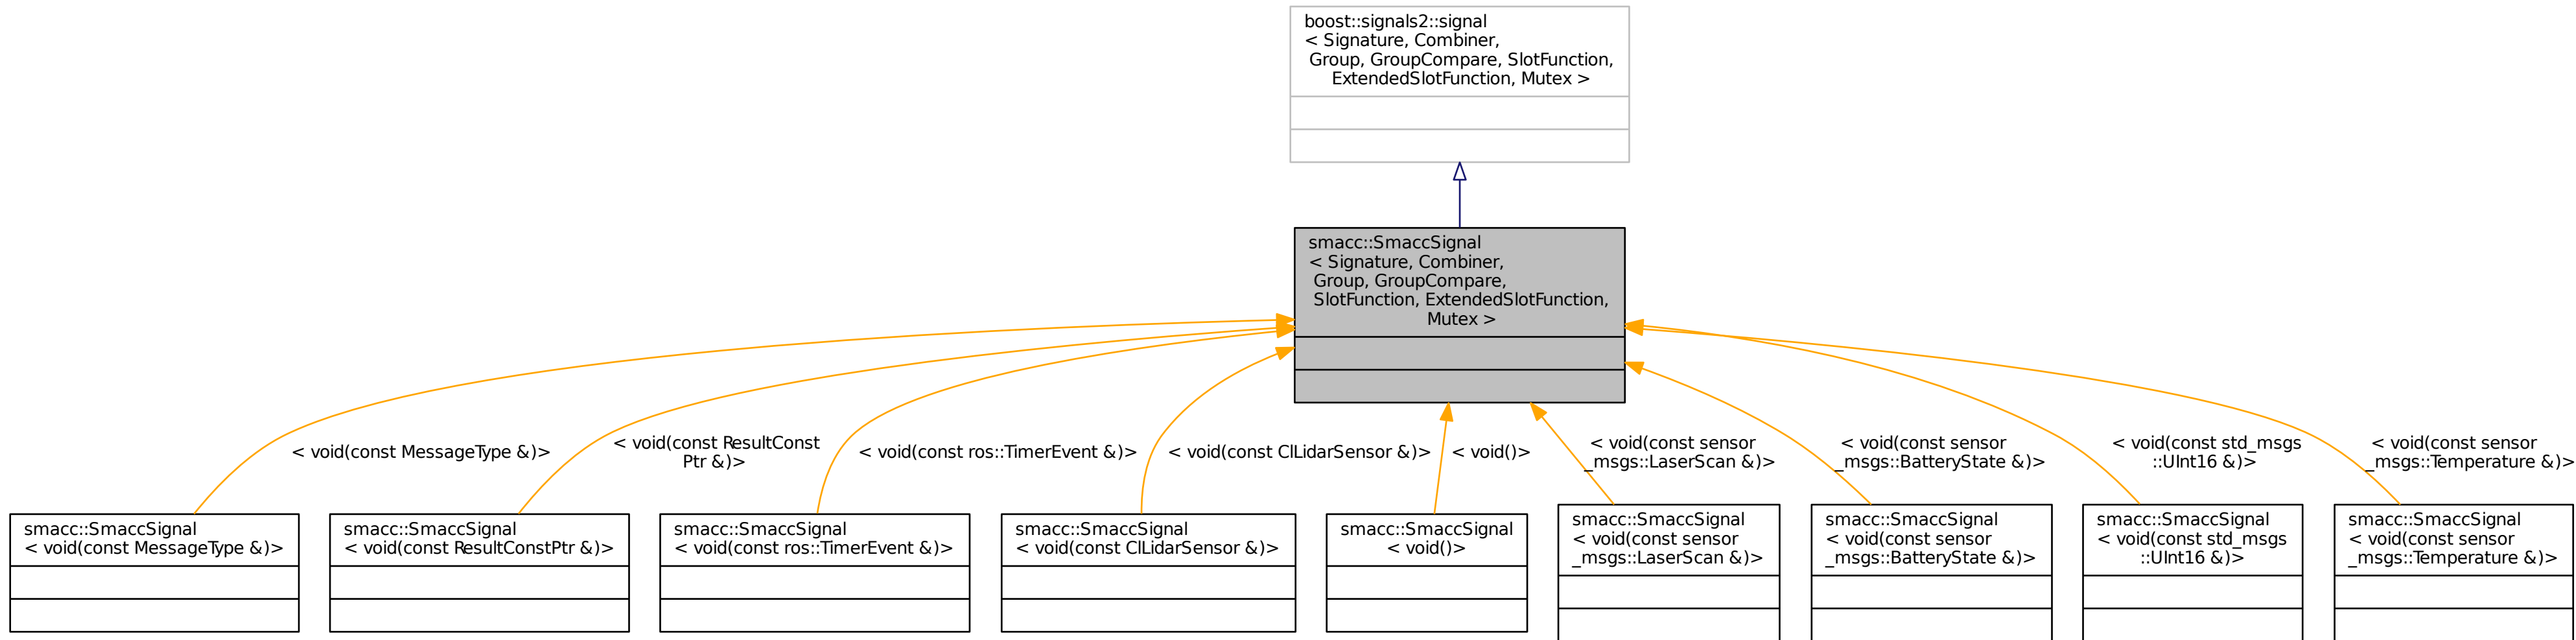 boost::signals2::signal
< Signature, Combiner,
Group, GroupCompare, SlotFunction,
ExtendedSlotFunction, Mutex >
smacc::SmaccSignal
< Signature, Combiner,
Group, GroupCompare,
SlotFunction, ExtendedSlotFunction,
Mutex >
< void(const MessageType &)>
< void(const ResultConst
Ptr &)>
< void(const ros::TimerEvent &)>
< void(const ClLidarSensor &)>
< void()>
< void(const sensor
_msgs::LaserScan &)>
< void(const sensor
_msgs::BatteryState &)>
< void(const std_msgs
::UInt16 &)>
< void(const sensor
_msgs::Temperature &)>
smacc::SmaccSignal
< void(const MessageType &)>
smacc::SmaccSignal
< void(const ResultConstPtr &)>
smacc::SmaccSignal
< void(const ros::TimerEvent &)>
smacc::SmaccSignal
< void(const ClLidarSensor &)>
smacc::SmaccSignal
< void()>
smacc::SmaccSignal
< void(const sensor
_msgs::LaserScan &)>
smacc::SmaccSignal
< void(const sensor
_msgs::BatteryState &)>
smacc::SmaccSignal
< void(const std_msgs
::UInt16 &)>
smacc::SmaccSignal
< void(const sensor
_msgs::Temperature &)>